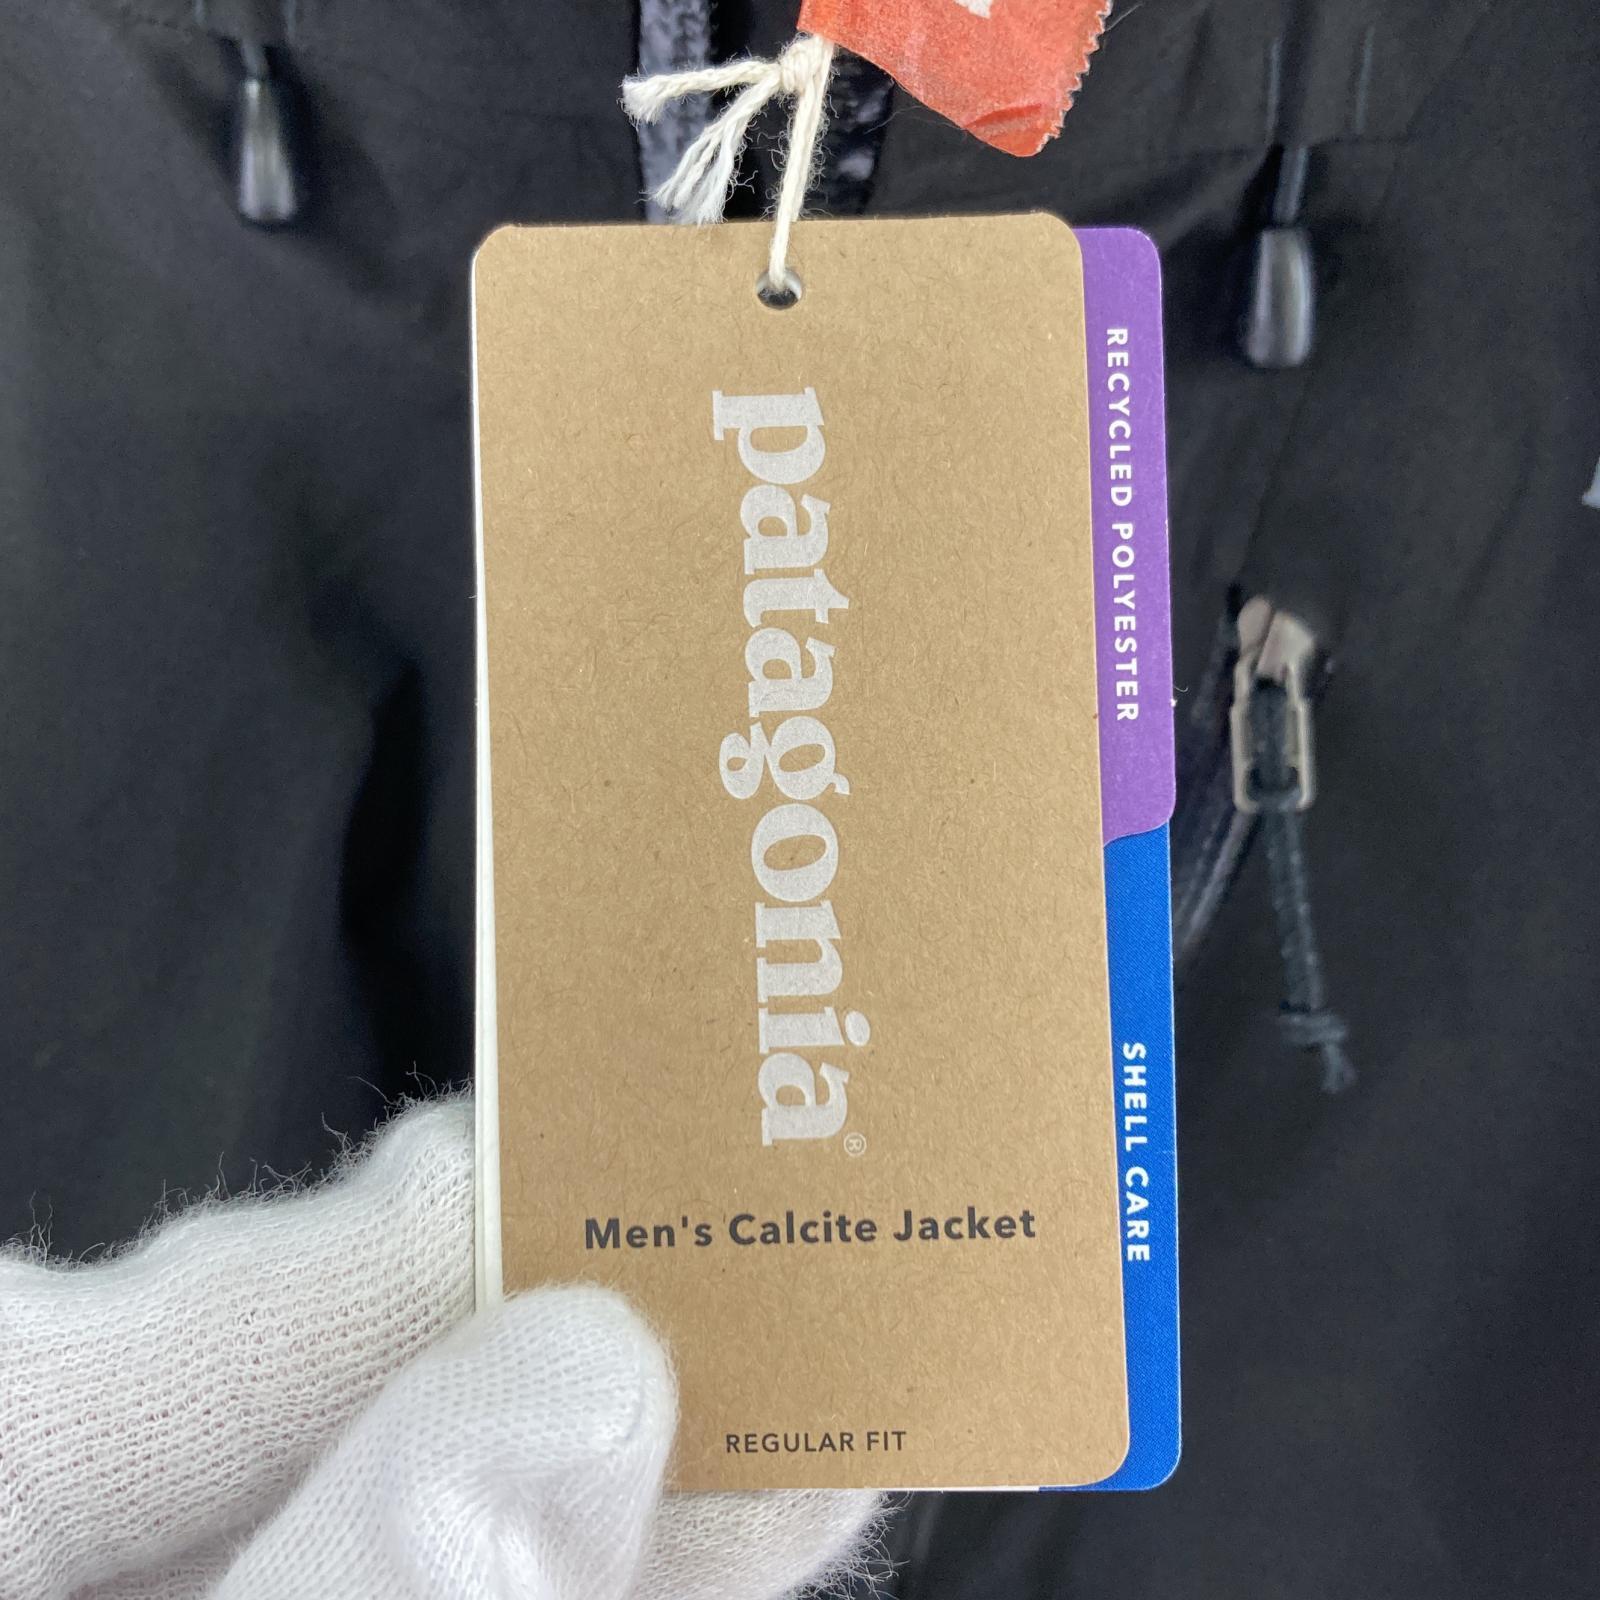 patagonia®
Men's Calcite Jacket
REGULAR FIT
RECYCLED POLYESTER
SHELL CARE